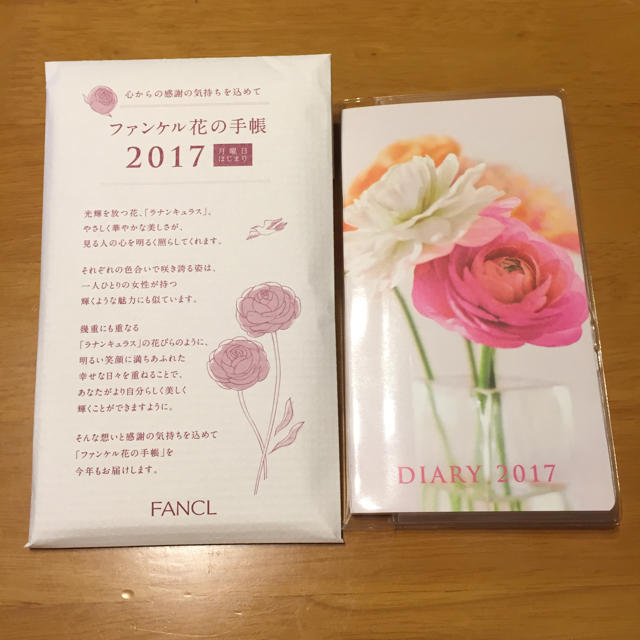 心からの感謝の気持ちを込めて
ファンケル花の手帳
2017 月曜日
はじまり
光輝を放つ花、「ラナンキュラス」。
やさしく華やかな美しさが、
見る人の心を明るく照らしてくれます。
それぞれの色合いで咲き誇る姿は、
一人ひとりの女性が持つ
輝くような魅力にも似ています。
幾重にも重なる
「ラナンキュラス」の花びらのように、
明るい笑顔に満ちあふれた
幸せな日々を重ねることで、
あなたがより自分らしく美しく
輝くことができますように。
そんな想いと感謝の気持ちを込めて
「ファンケル花の手帳」を
今年もお届けします。
FANCL
DIARY 2017